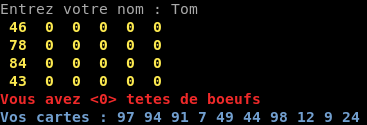 Entrez votre nom : Tom
46 0 0 0 0 0
78 0 0 0 0 0
84 0 0 0 0 0
43 0 0 0 0 0
Vous avez <0> tetes de boeufs
Vos cartes : 97 94 91 7 49 44 98 12 9 24